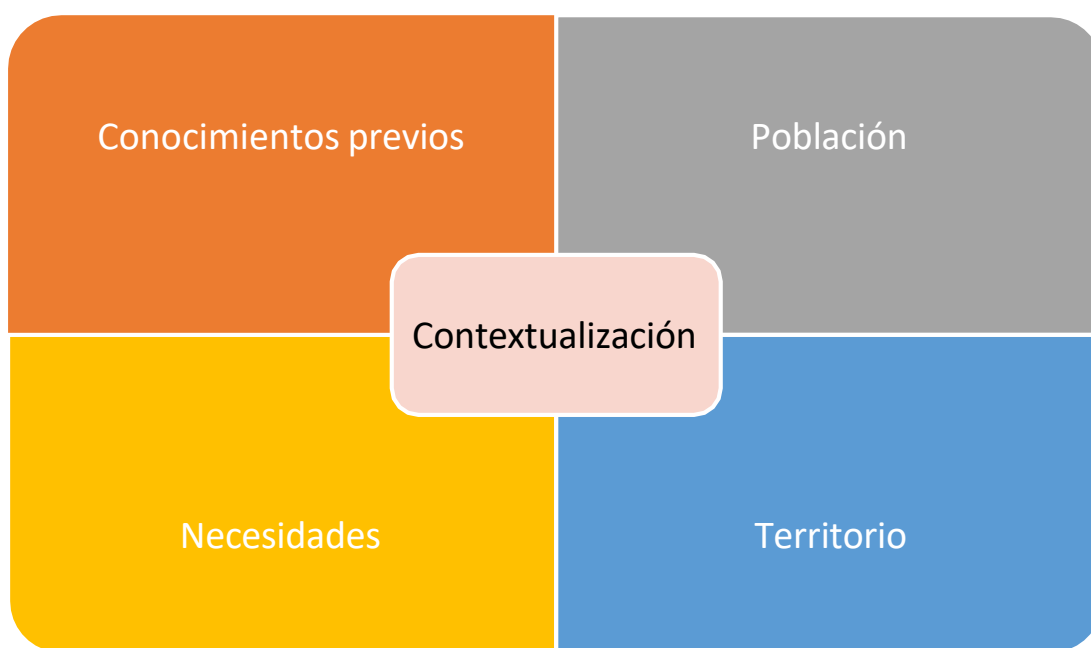 Conocimientos previos
Población
Contextualización
Necesidades
Territorio